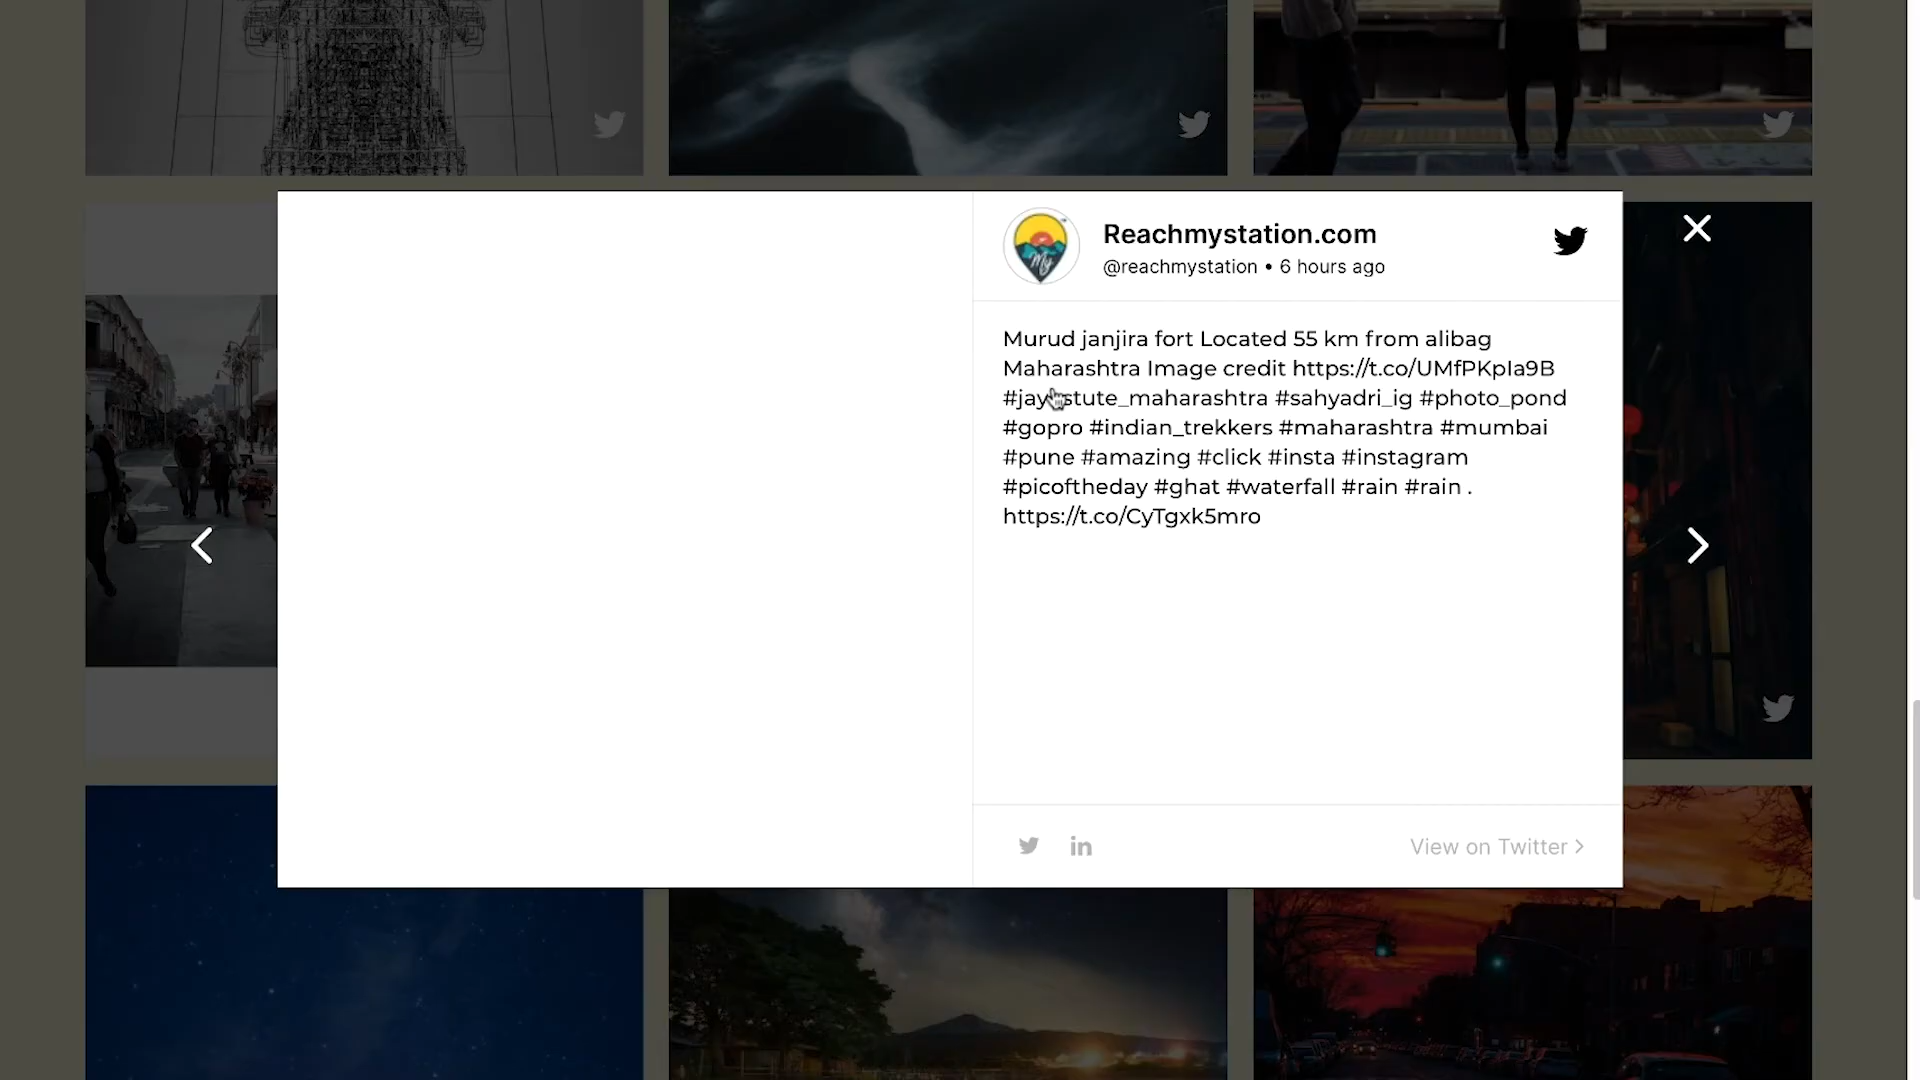 Reachmystation.com
@reachmystation • 6 hours ago
Murud janjira fort Located 55 km from alibag
Maharashtra Image credit https://t.co/UMfPKpIa9B
#sahyadri_ig #photo_pond
#gopro #indian_trekkers #maharashtra #mumbai
#pune #amazing #click #insta #instagram
#picoftheday #ghat #waterfall #rain #rain .
https://t.co/CyTgxk5mro
My
in
View on Twitter >